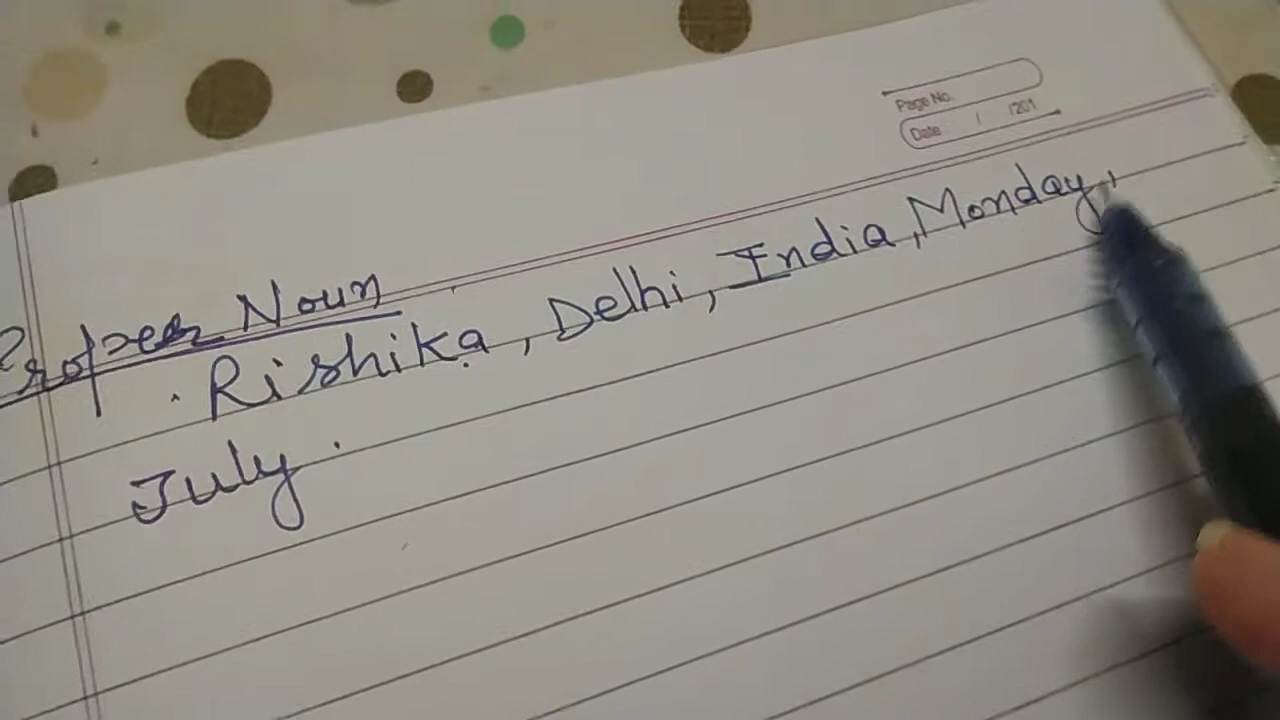 Page No.
Date / /201
Proper Noun
. Rishika, Delhi, India, Monday,
July .